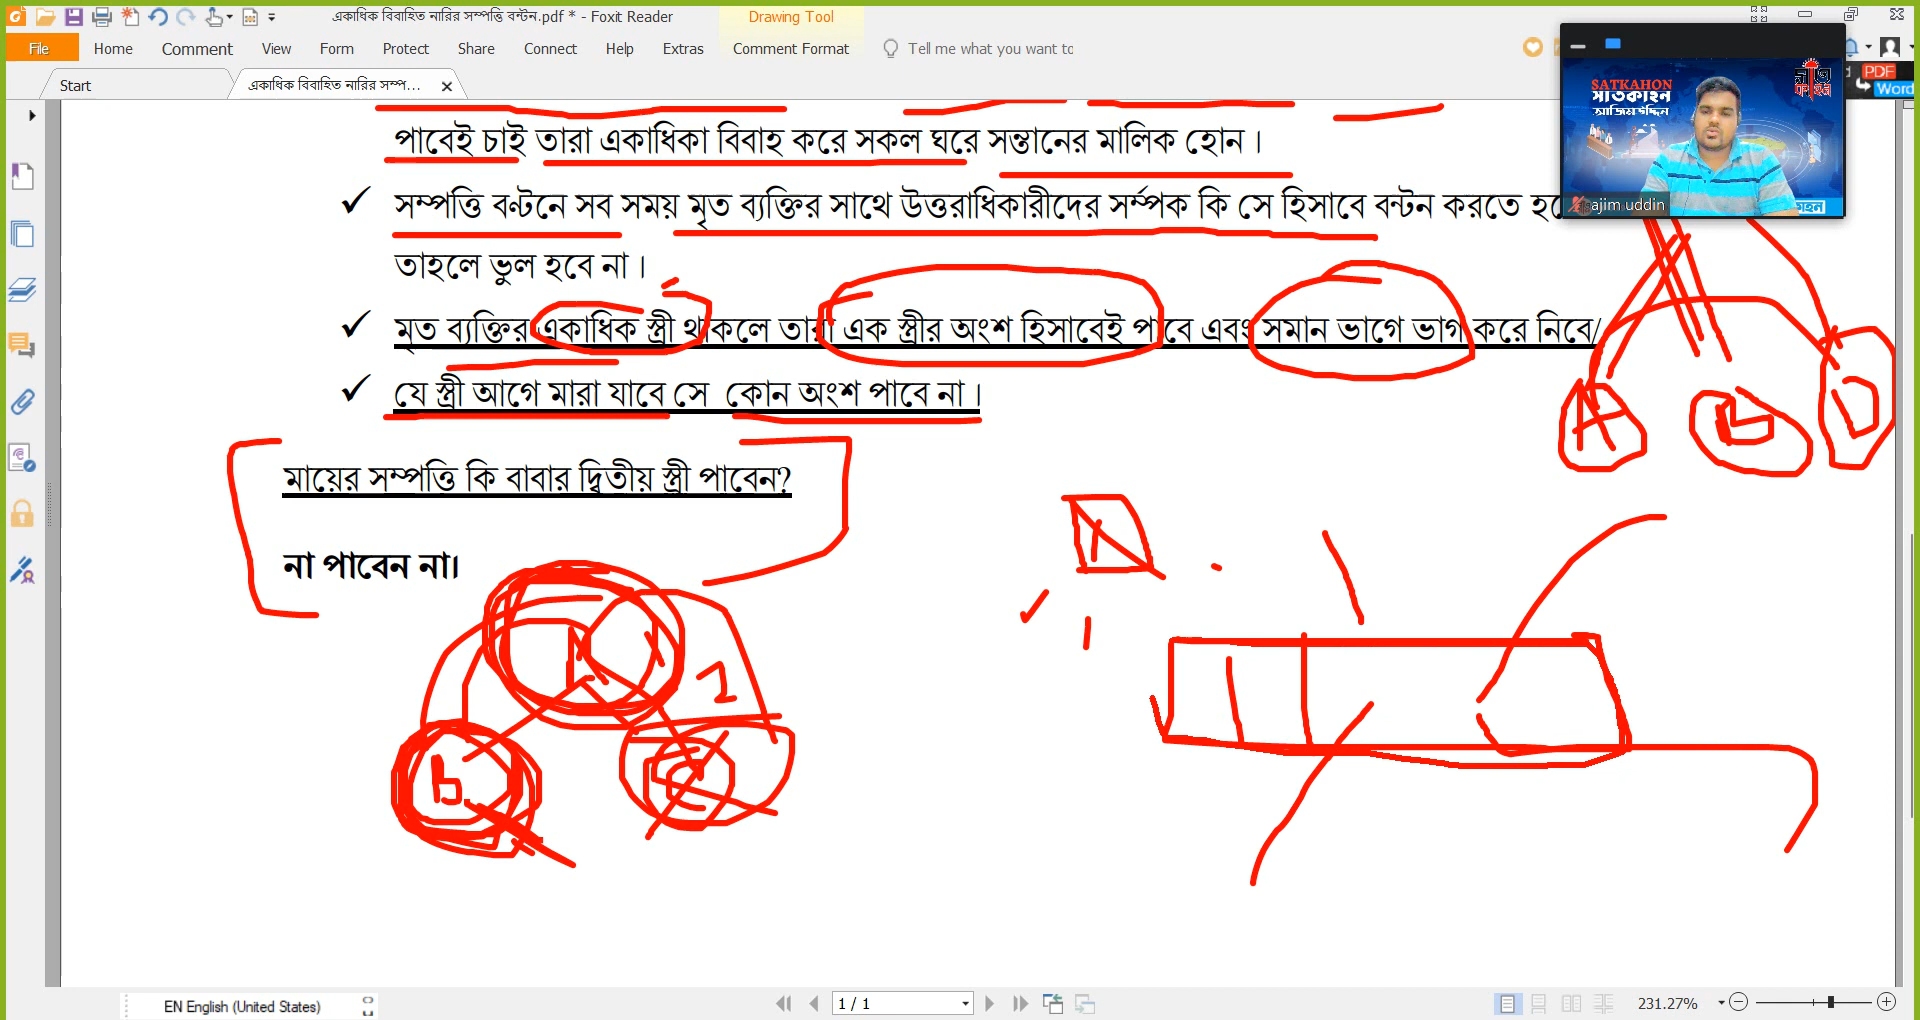 একাধিক বিবাহিত নারির সম্পত্তি বন্টন.pdf * - Foxit Reader
Drawing Tool
File Home Comment View Form Protect Share Connect Help Extras Comment Format Tell me what you want to
Start
একাধিক বিবাহিত নারির সম্প...
PDF
Word
SATKAHON
সাতকাহন
আজিম উদ্দিন
ajim uddin
পাবেই চাই তারা একাধিকা বিবাহ করে সকল ঘরে সন্তানের মালিক হোন।
✓ সম্পত্তি বণ্টনে সব সময় মৃত ব্যক্তির সাথে উত্তরাধিকারীদের সর্ম্পক কি সে হিসাবে বন্টন করতে
তাহলে ভুল হবে না।
✓ মৃত ব্যক্তির একাধিক স্ত্রী থাকলে তারা এক স্ত্রীর অংশ হিসাবেই পাবে এবং সমান ভাগে ভাগ করে নিবে/
✓ যে স্ত্রী আগে মারা যাবে সে কোন অংশ পাবে না।
মায়ের সম্পত্তি কি বাবার দ্বিতীয় স্ত্রী পাবেন?
না পাবেন না।
b
EN English (United States)
1 / 1
231.27%